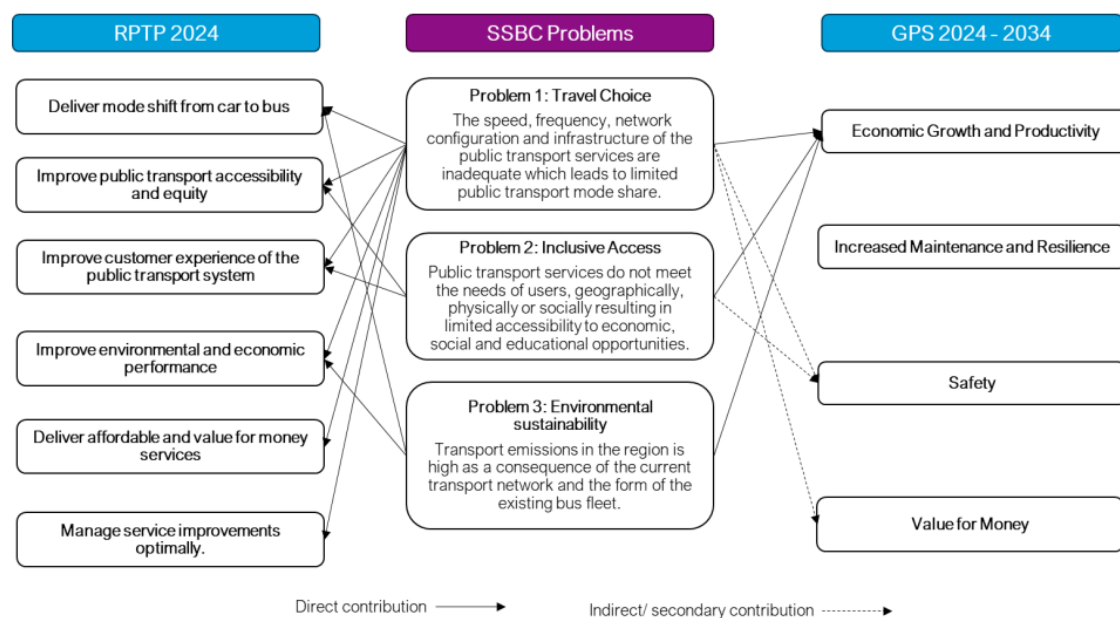 RPTP 2024
SSBC Problems
GPS 2024 - 2034
Deliver mode shift from car to bus
Improve public transport accessibility
and equity
Improve customer experience of the
public transport system
Improve environmental and economic
performance
Deliver affordable and value for money
services
Manage service improvements
optimally.
Problem 1: Travel Choice
The speed, frequency, network
configuration and infrastructure of the
public transport services are
inadequate which leads to limited
public transport mode share.
Problem 2: Inclusive Access
Public transport services do not meet
the needs of users, geographically,
physically or socially resulting in
limited accessibility to economic,
social and educational opportunities.
Problem 3: Environmental
sustainability
Transport emissions in the region is
high as a consequence of the current
transport network and the form of the
existing bus fleet.
Economic Growth and Productivity
Increased Maintenance and Resilience
Safety
Value for Money
Direct contribution
Indirect/ secondary contribution